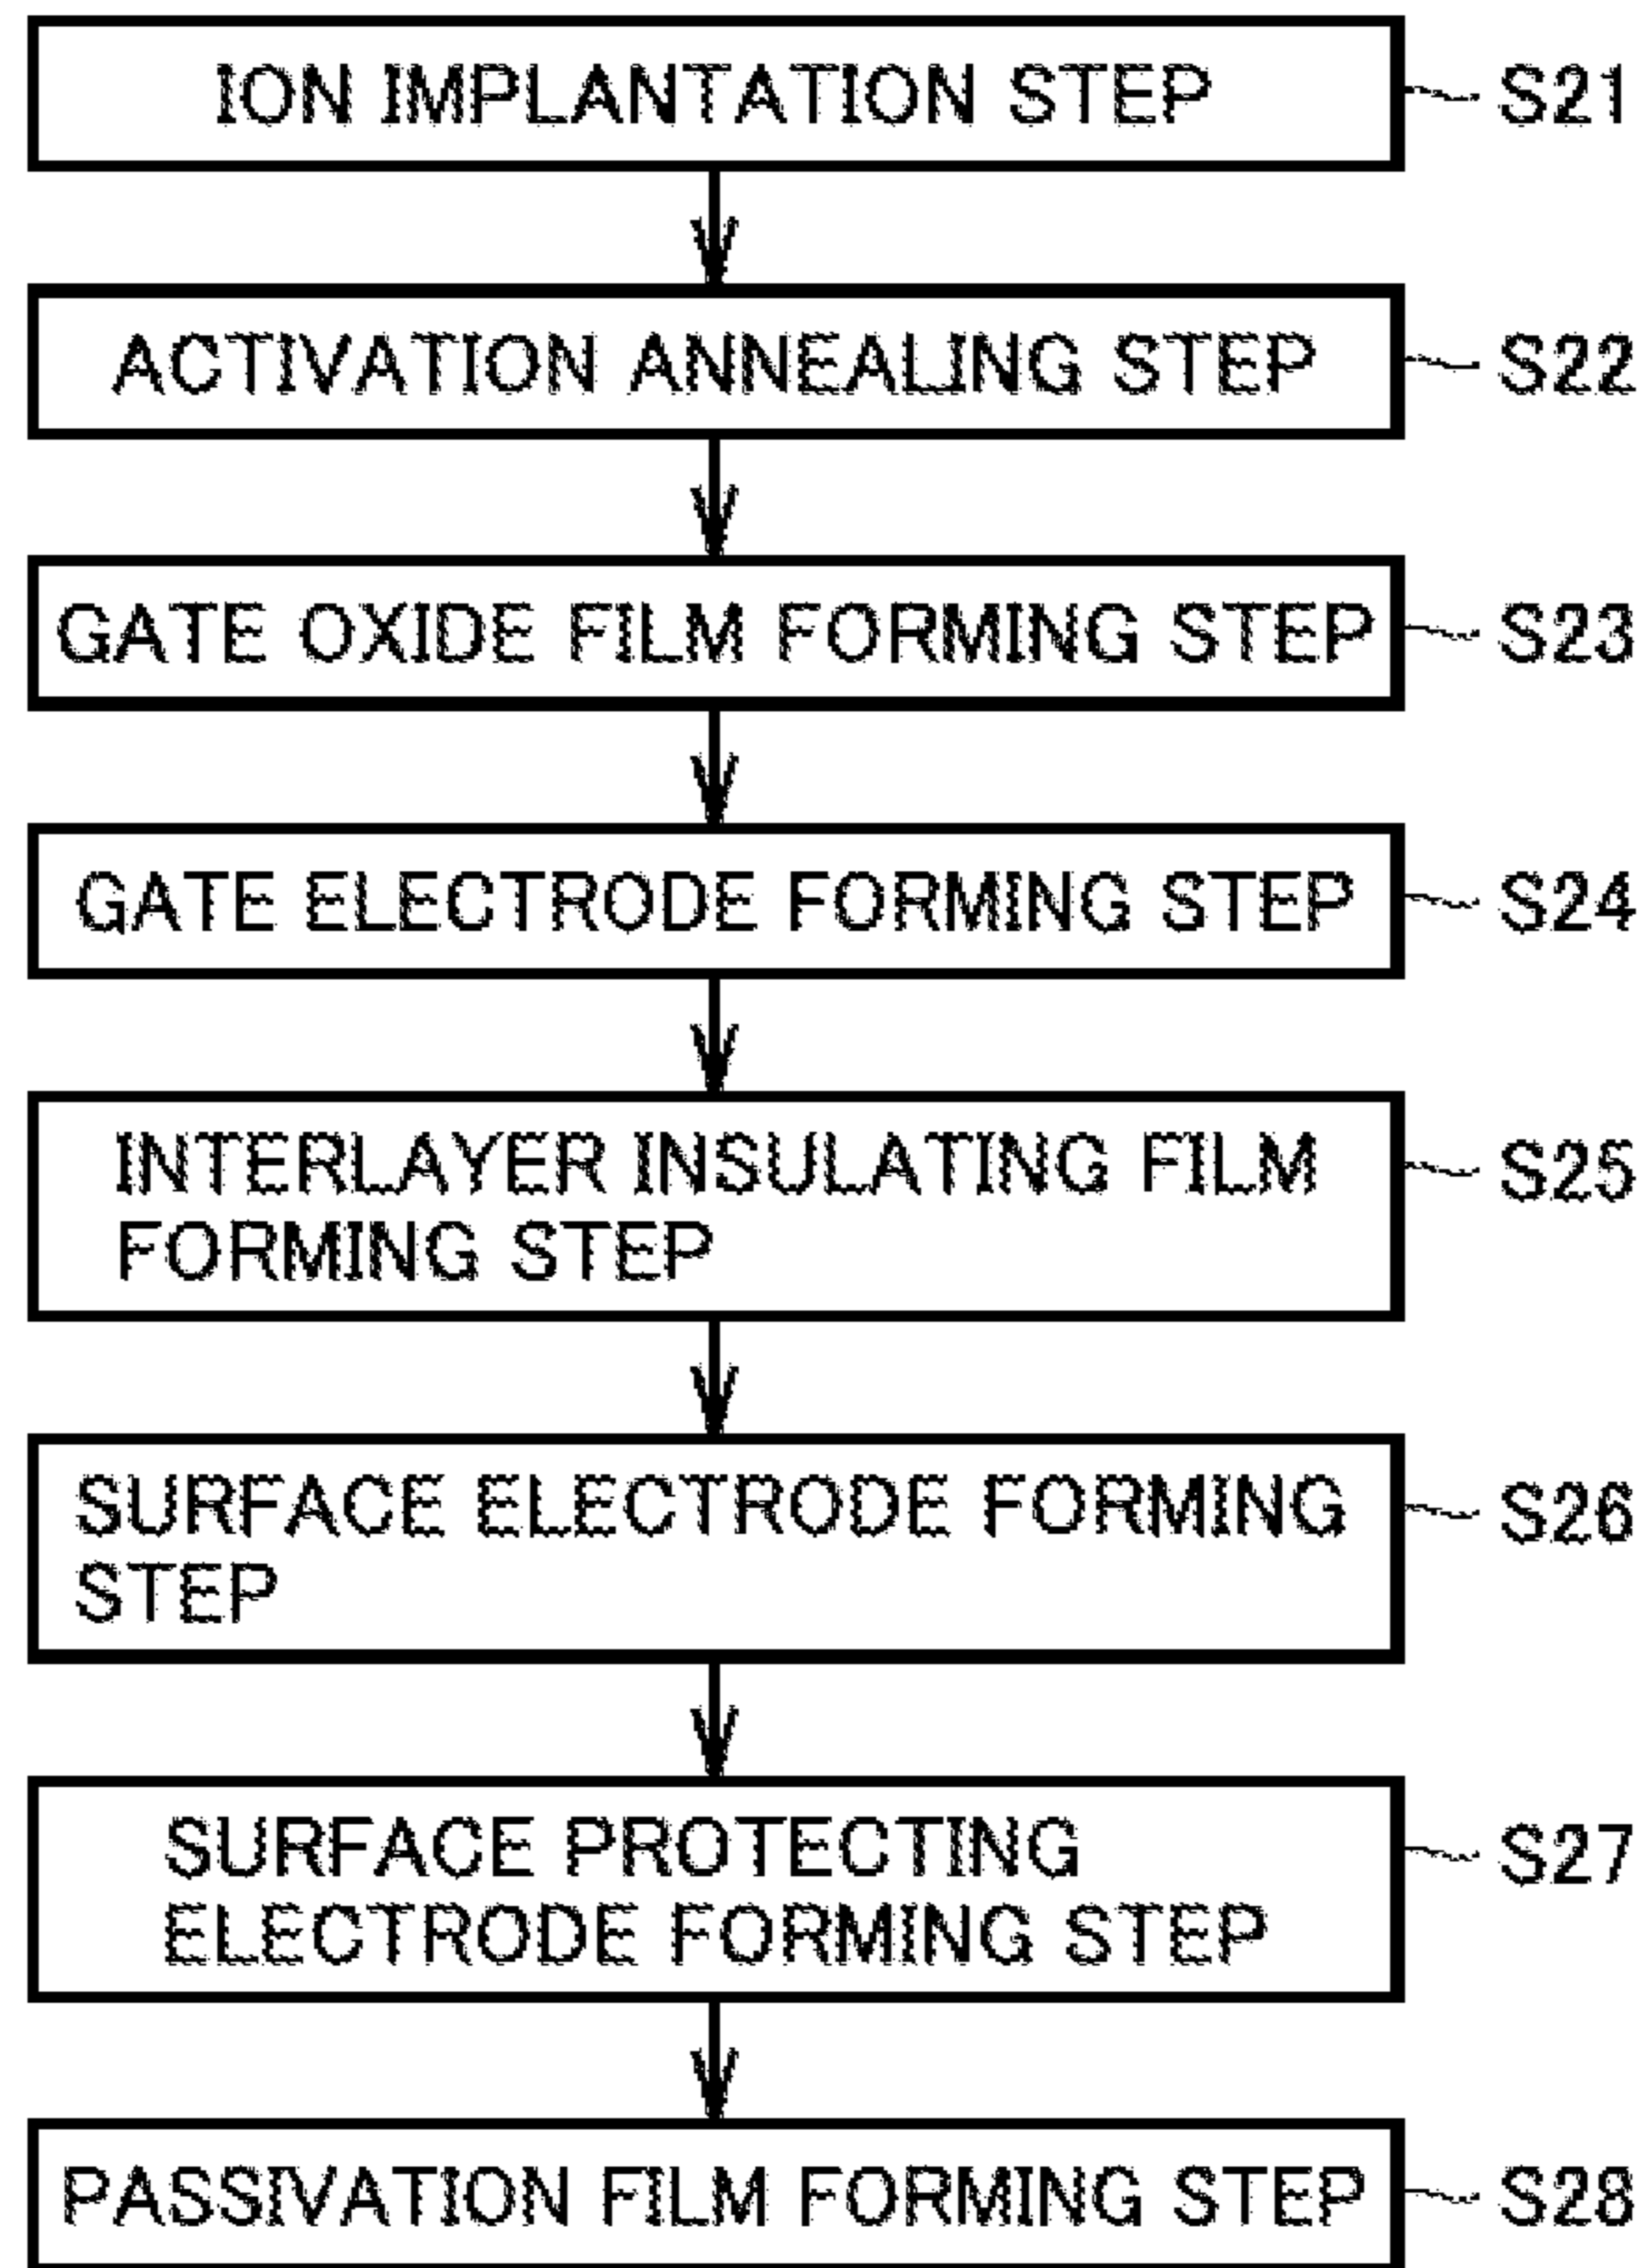 ION IMPLANTATION STEP S21
ACTIVATION ANNEALING STEP S22
GATE OXIDE FILM FORMING STEP S23
GATE ELECTRODE FORMING STEP S24
INTERLAYER INSULATING FILM S25
FORMING STEP
SURFACE ELECTRODE FORMING S26
STEP
SURFACE PROTECTING S27
ELECTRODE FORMING STEP
PASSIVATION FILM FORMING STEP S28